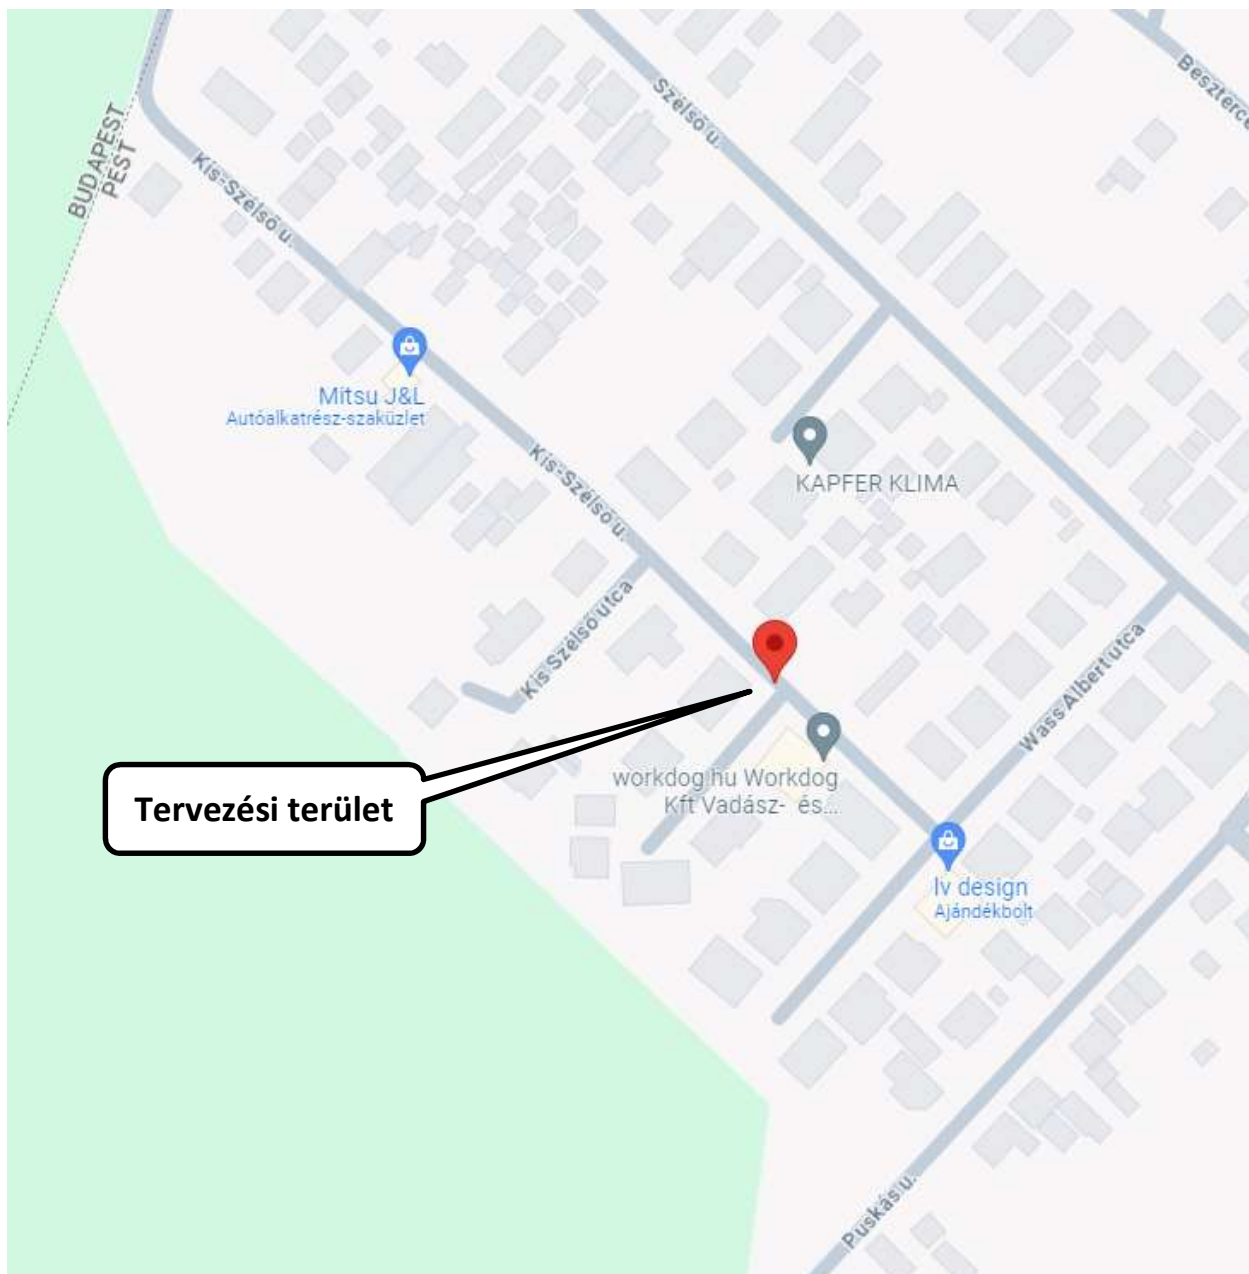 Szélső u.
Beszterce
BUDAPEST
PEST
Kis-Szélső u.
Mitsu J&L
Autóalkatrész-szaküzlet
Kis-Szélső u.
KAPFER KLIMA
Kis Szélső utca
Wass Albert utca
Tervezési terület
workdog.hu Workdog
Kft Vadász- és...
Iv design
Ajándékbolt
Puskás u.